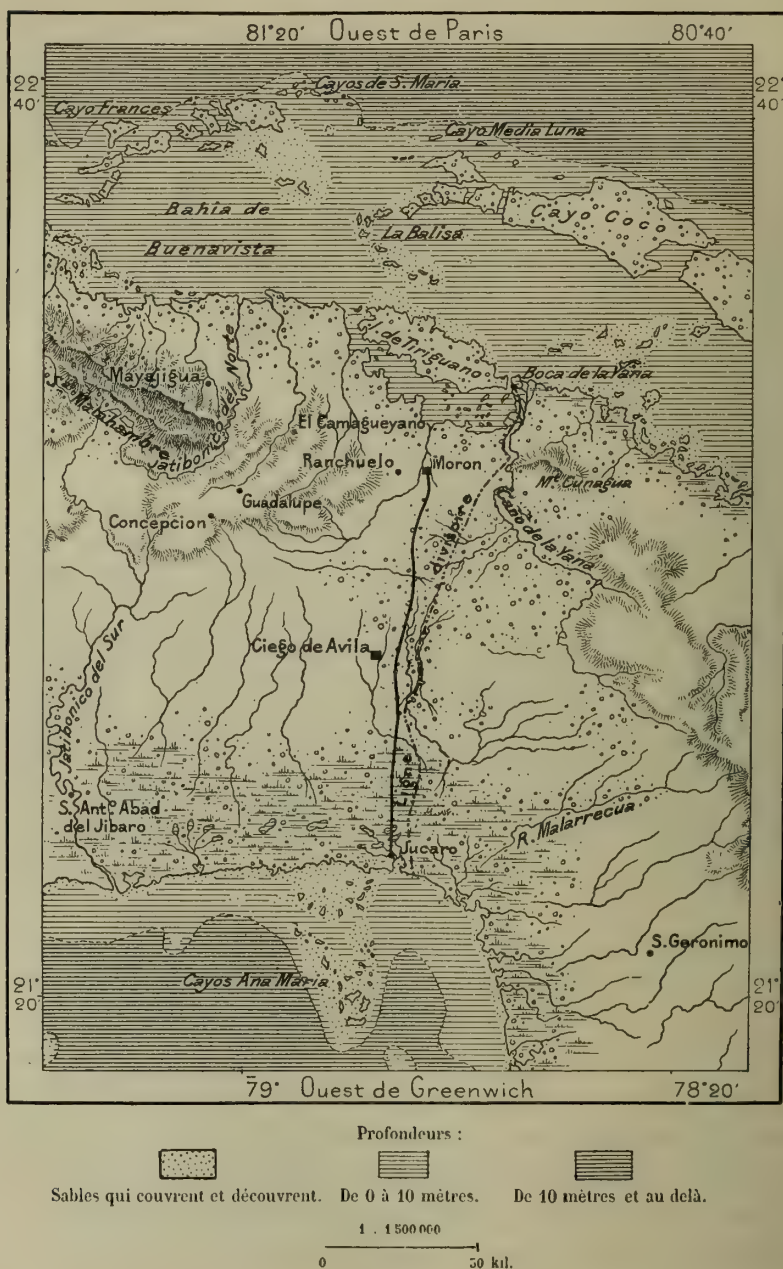 81°20' Ouest de Paris 80°40'
22° 40'
22° 40'
Cayos de S. Maria
Cayo Frances
Cayo Media Luna
Bahia de
Buenavista
La Balisa
Cayo Coco
I. de Triguano
Boca de la Yana
Mayajigua
Jatibonico del Norte
El Camagueyano
Ranchuelo
Moron
Mt Cunagua
Guadalupe
Concepcion
Caño de la Yana
Ligne divisoire
Ciego de Avila
Jatibonico del Sur
S. Anto Abad
del Jibaro
Jucaro
R. Malarrecua
S. Geronimo
Cayos Ana Maria
21° 20'
21° 20'
79° Ouest de Greenwich 78°20'
Profondeurs :
Sables qui couvrent et découvrent. De 0 à 10 mètres. De 10 mètres et au delà.
1 : 1 500 000
0 50 kil.